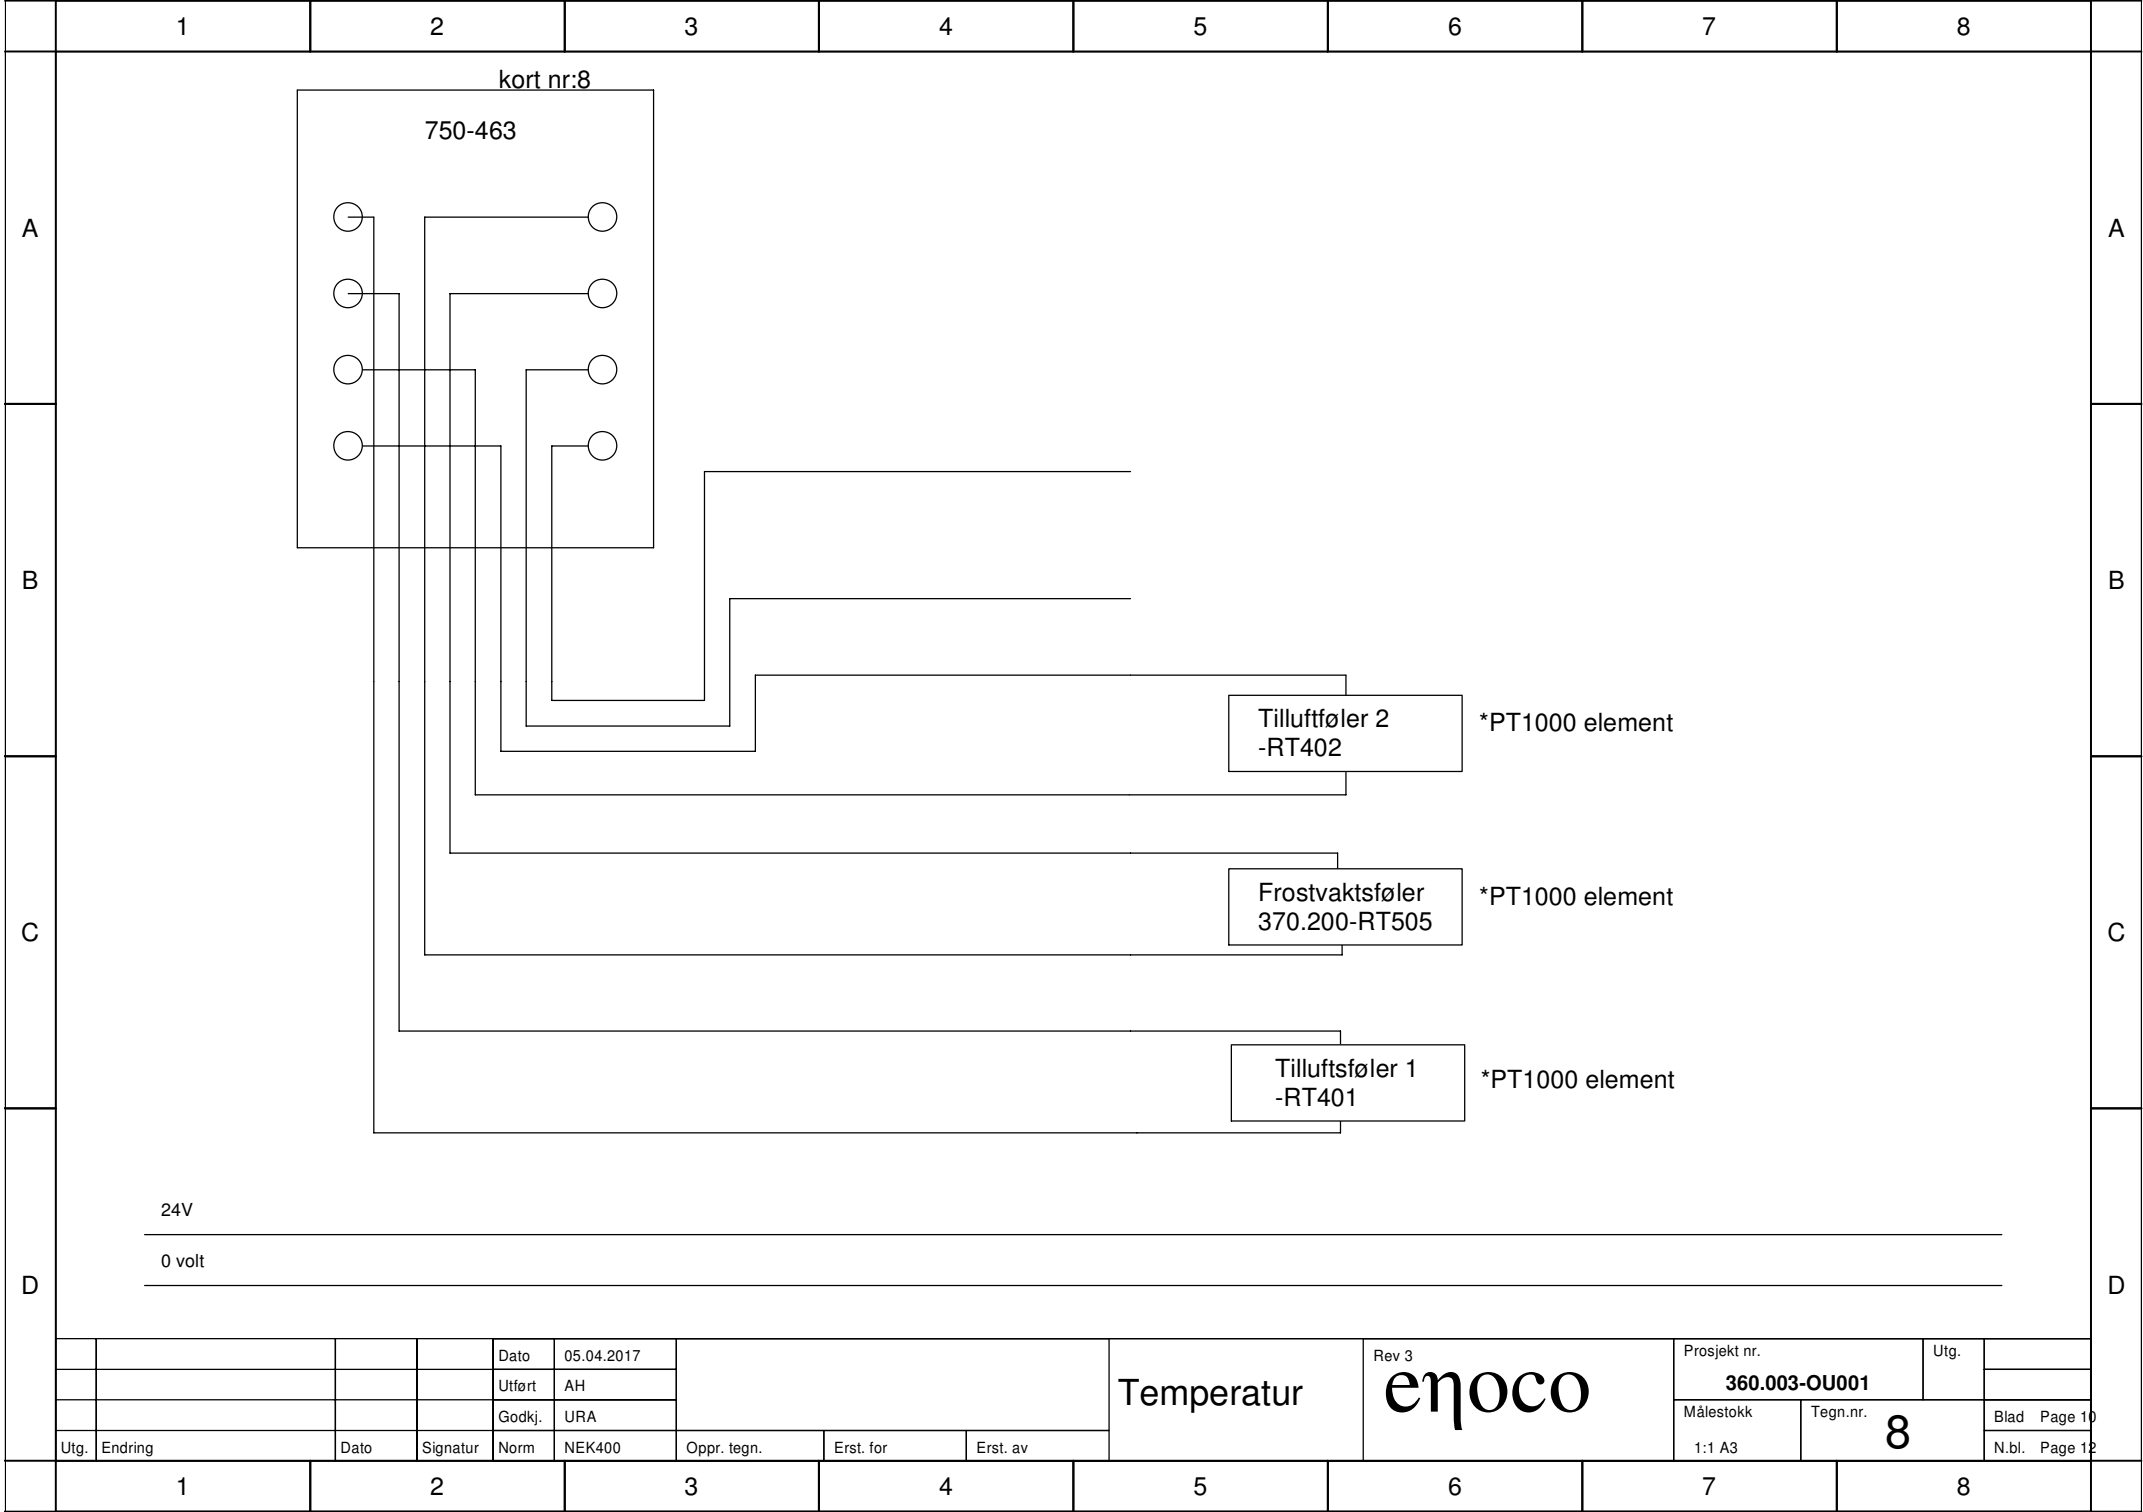 1 2 3 4 5 6 7 8
kort nr:8
750-463
A A
B B
Tilluftføler 2
-RT402
*PT1000 element
Frostvaktsføler
370.200-RT505
*PT1000 element
C C
Tilluftsføler 1
-RT401
*PT1000 element
24V
0 volt
D D
Dato 05.04.2017
Utført AH
Godkj. URA
Utg. Endring Dato Signatur Norm NEK400 Oppr. tegn. Erst. for Erst. av
Temperatur
Rev 3
enoco
Prosjekt nr.
360.003-OU001
Utg.
Målestokk
1:1 A3
Tegn.nr.
8
Blad Page 10
N.bl. Page 12
1 2 3 4 5 6 7 8